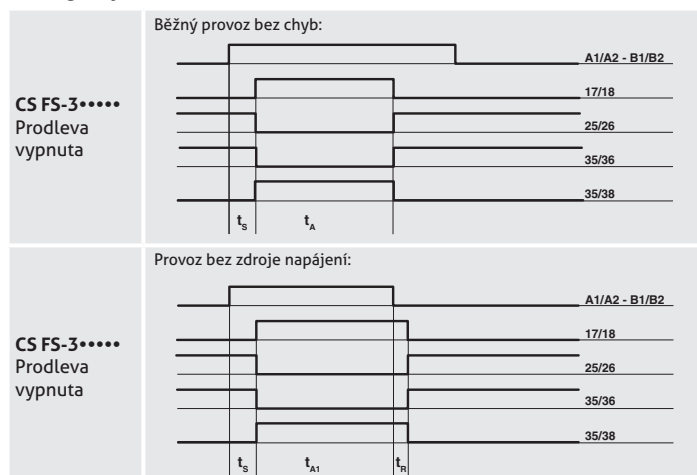 Běžný provoz bez chyb:
A1/A2 - B1/B2
17/18
CS FS-3•••••
Prodleva
vypnuta
25/26
35/36
35/38
tS tA
Provoz bez zdroje napájení:
A1/A2 - B1/B2
17/18
CS FS-3•••••
Prodleva
vypnuta
25/26
35/36
35/38
tS tA1 tR